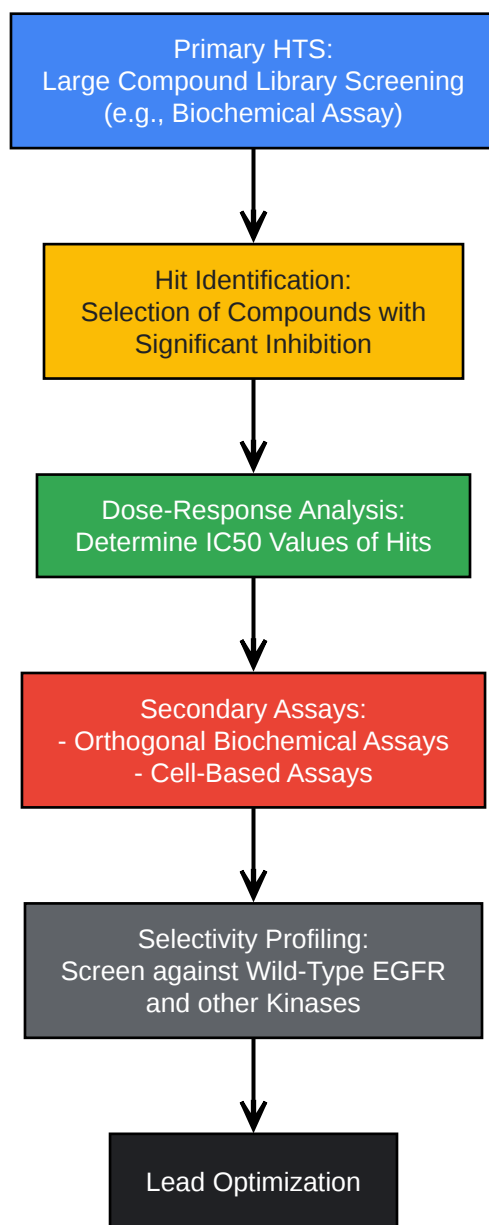 Primary HTS:
Large Compound Library Screening
(e.g., Biochemical Assay)
Hit Identification:
Selection of Compounds with
Significant Inhibition
Dose-Response Analysis:
Determine IC50 Values of Hits
Secondary Assays:
- Orthogonal Biochemical Assays
- Cell-Based Assays
Selectivity Profiling:
Screen against Wild-Type EGFR
and other Kinases
Lead Optimization